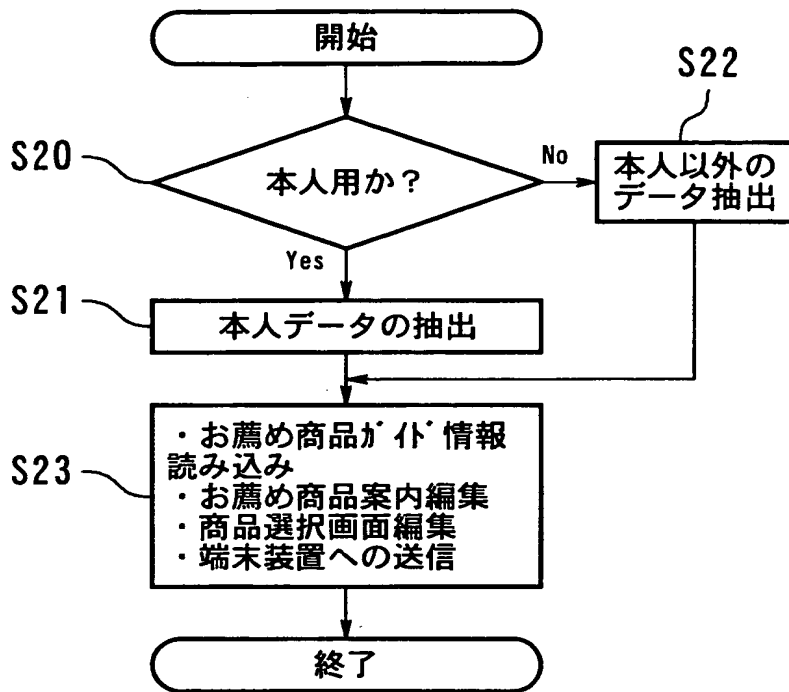 開始
S20
本人用か？
No
S22
本人以外の
データ抽出
Yes
S21
本人データの抽出
S23
・お薦め商品ｶﾞｲﾄﾞ情報
読み込み
・お薦め商品案内編集
・商品選択画面編集
・端末装置への送信
終了